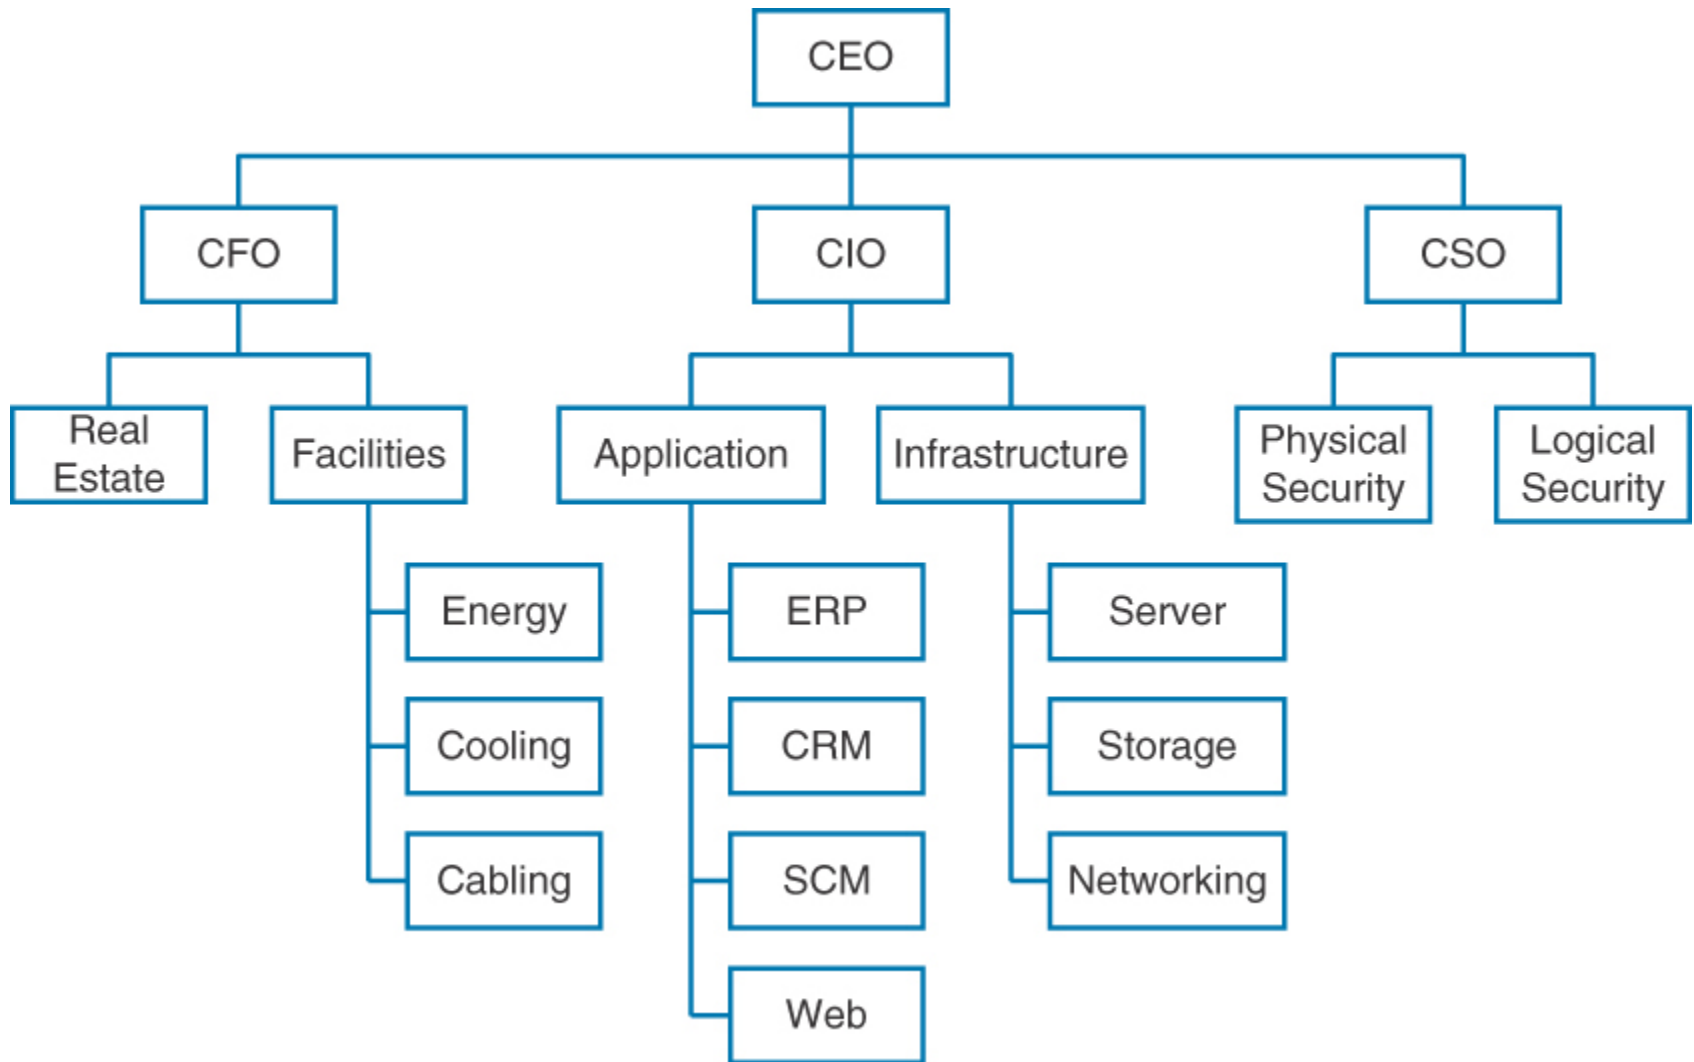 CEO
CFO
CIO
CSO
Real
Estate
Facilities
Application
Infrastructure
Physical
Security
Logical
Security
Energy
ERP
Server
Cooling
CRM
Storage
Cabling
SCM
Networking
Web